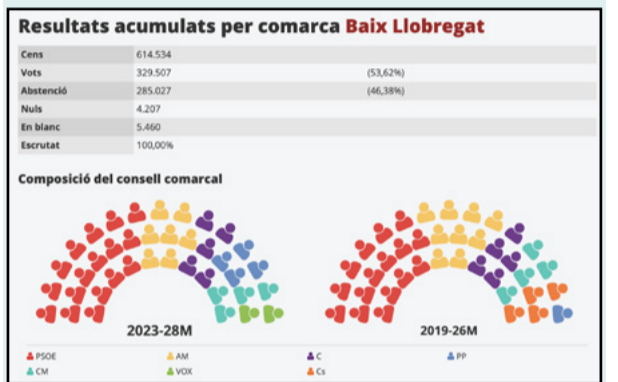 Resultats acumulats per comarca Baix Llobregat
Cens 614.534
Vots 329.507 (53,62%)
Abstenció 285.027 (46,38%)
Nuls 4.207
En blanc 5.460
Escrutat 100,00%
Composició del consell comarcal
2023-28M 2019-26M
PSOE AM C PP
CM VOX Cs